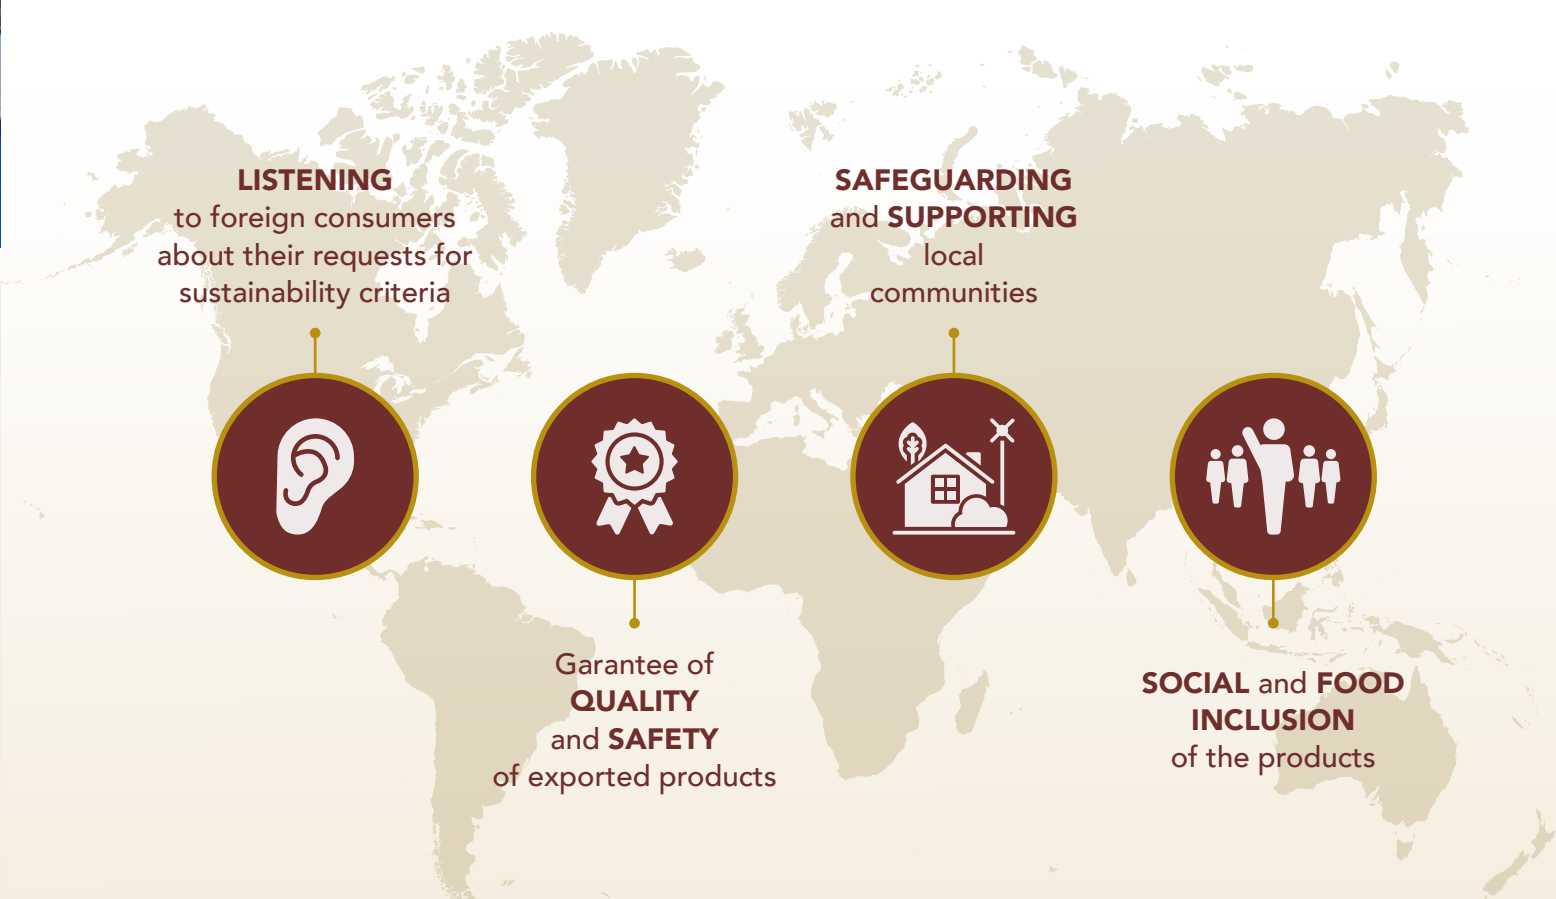 LISTENING
to foreign consumers
about their requests for
sustainability criteria
Garantee of
QUALITY
and SAFETY
of exported products
SAFEGUARDING
and SUPPORTING
local
communities
SOCIAL and FOOD
INCLUSION
of the products